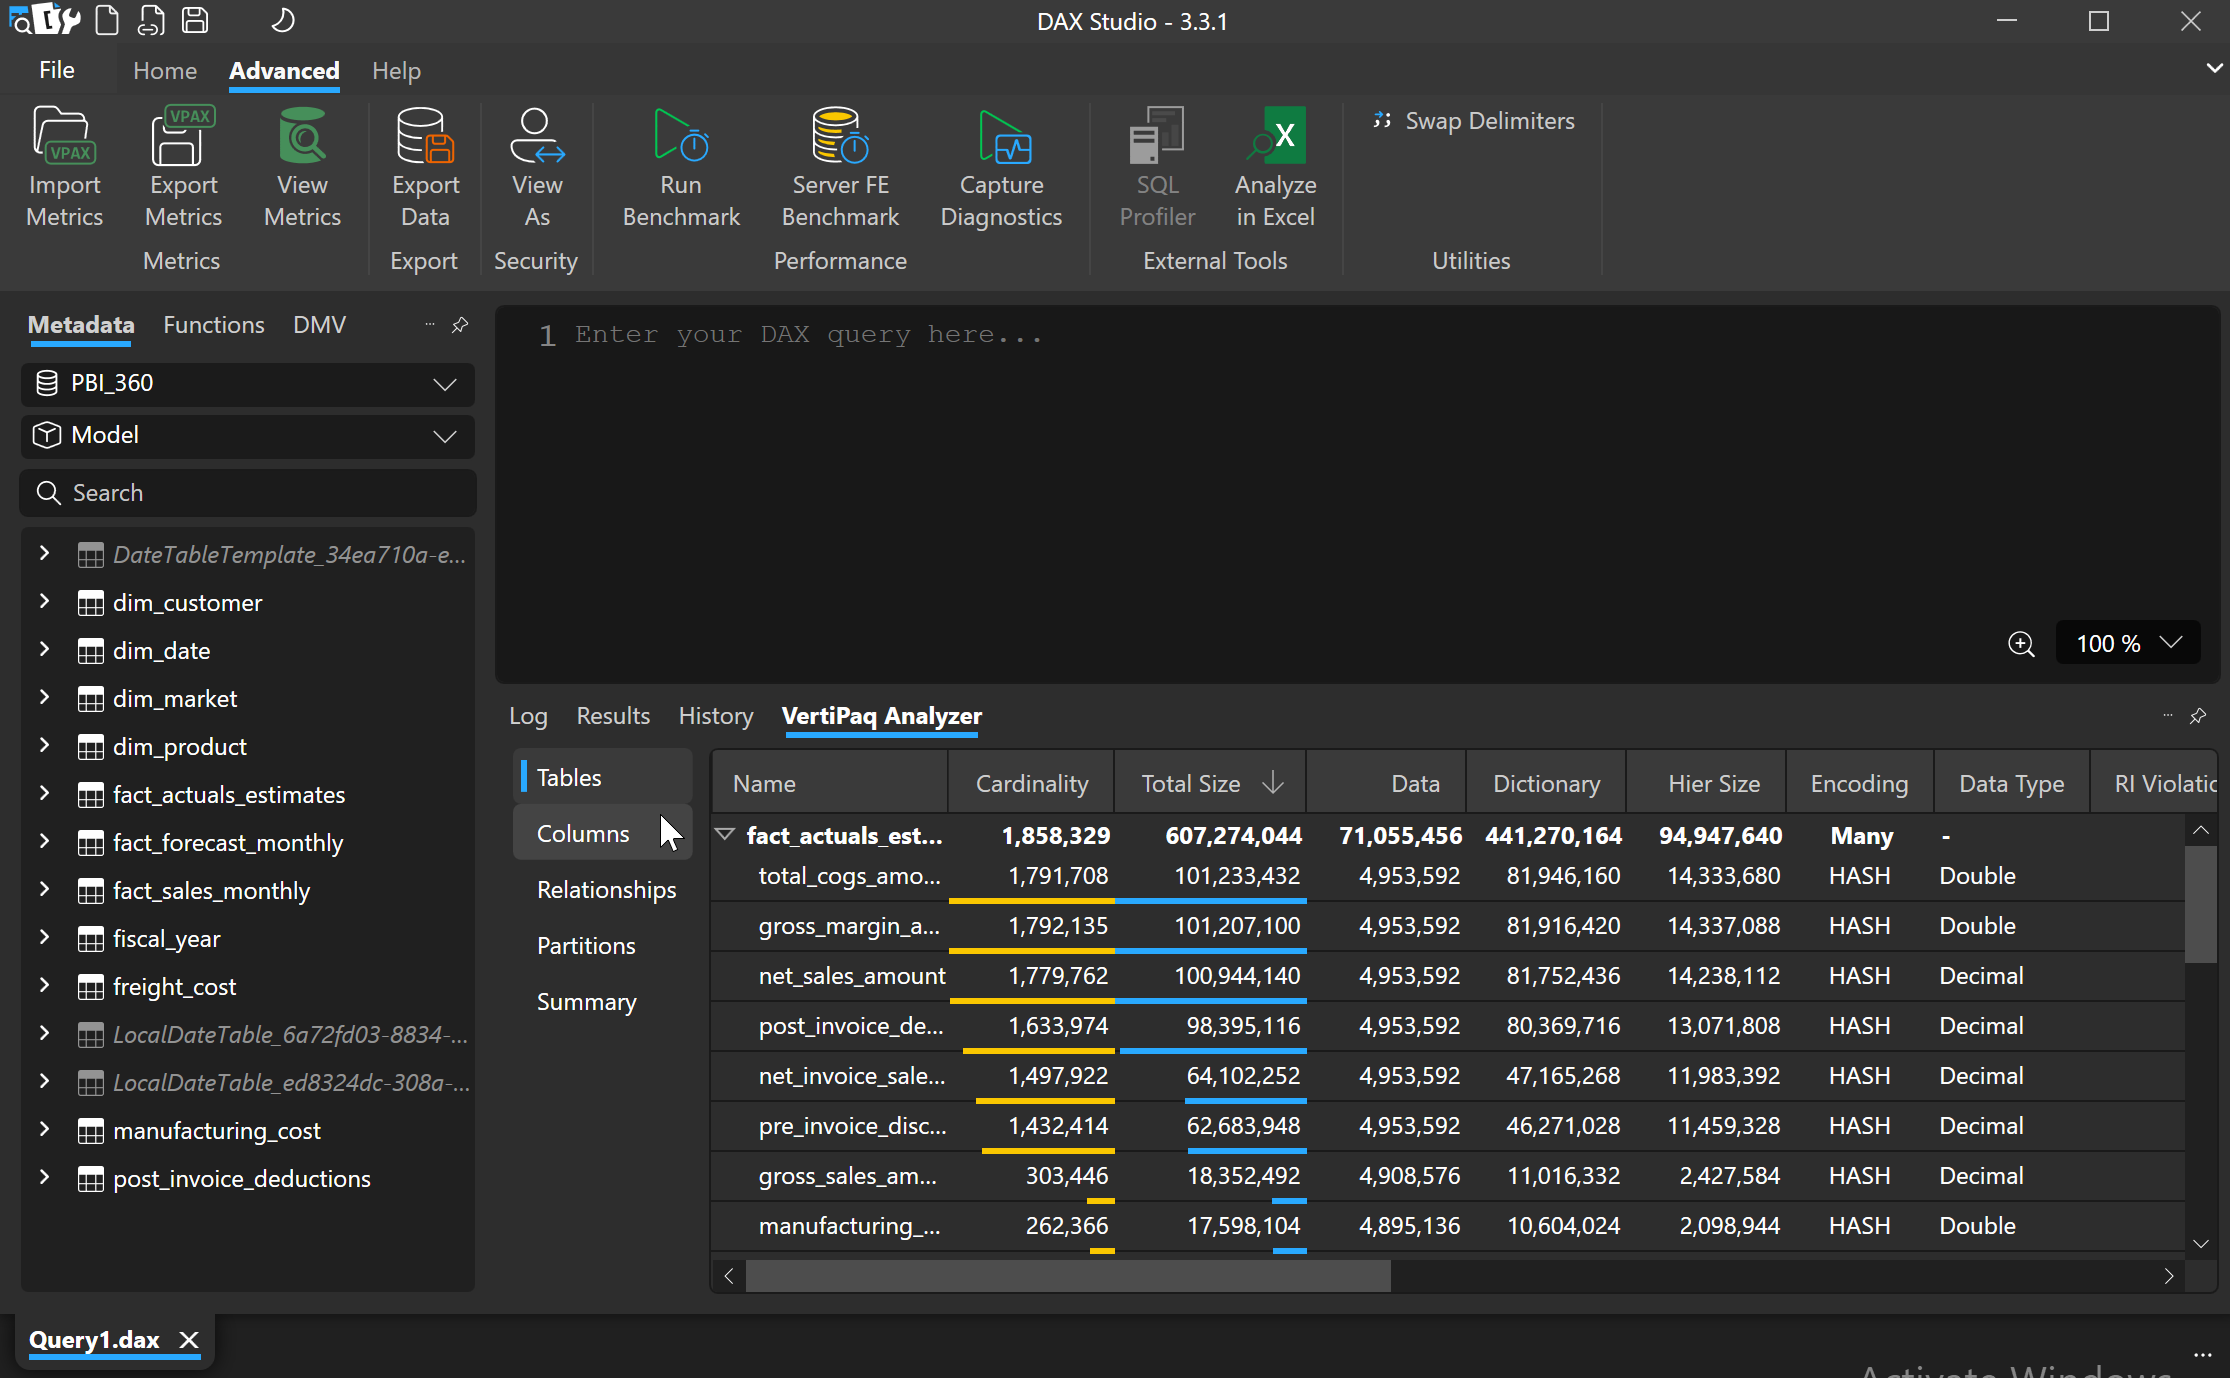 DAX Studio - 3.3.1
File Home Advanced Help
VPAX
VPAX
X
Import Metrics
Export Metrics
View Metrics
Metrics
Export Data
Export
View As
Security
Run Benchmark
Server FE Benchmark
Capture Diagnostics
Performance
SQL Profiler
Analyze in Excel
External Tools
Swap Delimiters
Utilities
Metadata Functions DMV
PBI_360
Model
Search
DateTableTemplate_34ea710a-e...
dim_customer
dim_date
dim_market
dim_product
fact_actuals_estimates
fact_forecast_monthly
fact_sales_monthly
fiscal_year
freight_cost
LocalDateTable_6a72fd03-8834-...
LocalDateTable_ed8324dc-308a-...
manufacturing_cost
post_invoice_deductions
1 Enter your DAX query here...
100 %
Log Results History VertiPaq Analyzer
Tables
Columns
Relationships
Partitions
Summary
Name Cardinality Total Size Data Dictionary Hier Size Encoding Data Type RI Violatic
fact_actuals_est... 1,858,329 607,274,044 71,055,456 441,270,164 94,947,640 Many -
total_cogs_amo... 1,791,708 101,233,432 4,953,592 81,946,160 14,333,680 HASH Double
gross_margin_a... 1,792,135 101,207,100 4,953,592 81,916,420 14,337,088 HASH Double
net_sales_amount 1,779,762 100,944,140 4,953,592 81,752,436 14,238,112 HASH Decimal
post_invoice_de... 1,633,974 98,395,116 4,953,592 80,369,716 13,071,808 HASH Decimal
net_invoice_sale... 1,497,922 64,102,252 4,953,592 47,165,268 11,983,392 HASH Decimal
pre_invoice_disc... 1,432,414 62,683,948 4,953,592 46,271,028 11,459,328 HASH Decimal
gross_sales_am... 303,446 18,352,492 4,908,576 11,016,332 2,427,584 HASH Decimal
manufacturing_... 262,366 17,598,104 4,895,136 10,604,024 2,098,944 HASH Double
Query1.dax
Activate Windows